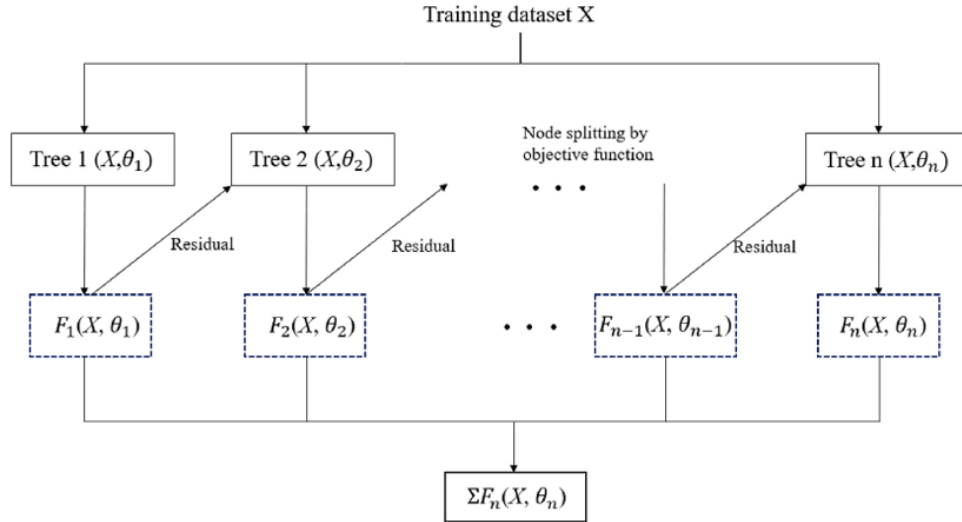 Training dataset X
Tree 1 (X,θ₁)
Tree 2 (X,θ₂)
Node splitting by
objective function
• • •
Tree n (X,θₙ)
Residual
Residual
Residual
F₁(X, θ₁)
F₂(X, θ₂)
• • •
Fₙ₋₁(X, θₙ₋₁)
Fₙ(X, θₙ)
ΣFₙ(X, θₙ)